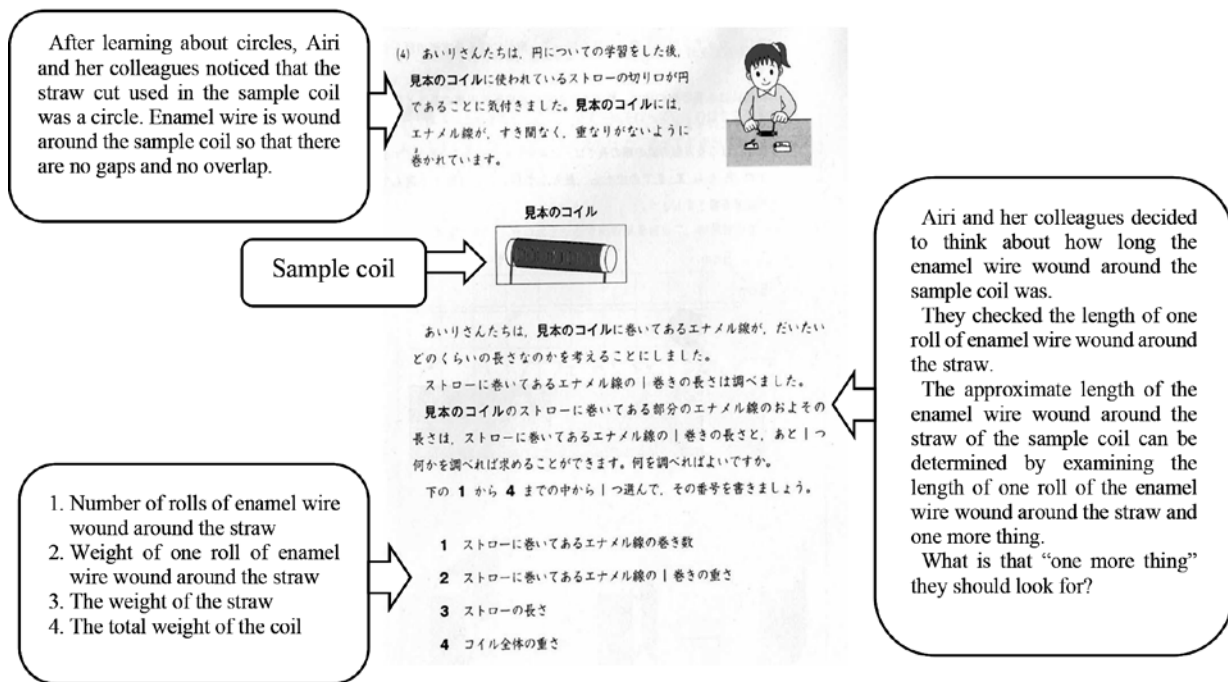 After learning about circles, Airi
and her colleagues noticed that the
straw cut used in the sample coil
was a circle. Enamel wire is wound
around the sample coil so that there
are no gaps and no overlap.
(4) あいりさんたちは，円についての学習をした後，
見本のコイルに使われているストローの切り口が円
であることに気付きました。見本のコイルには，
エナメル線が，すき間なく，重なりがないように
巻かれています。
ま
見本のコイル
Sample coil
あいりさんたちは，見本のコイルに巻いてあるエナメル線が，だいたい
どのくらいの長さなのかを考えることにしました。
ストローに巻いてあるエナメル線の1巻きの長さは調べました。
見本のコイルのストローに巻いてある部分のエナメル線のおよその
長さは，ストローに巻いてあるエナメル線の1巻きの長さと，あと1つ
何かを調べれば求めることができます。何を調べればよいですか。
下の 1 から 4 までの中から1つ選んで，その番号を書きましょう。
1 ストローに巻いてあるエナメル線の巻き数
2 ストローに巻いてあるエナメル線の1巻きの重さ
3 ストローの長さ
4 コイル全体の重さ
Airi and her colleagues decided
to think about how long the
enamel wire wound around the
sample coil was.
They checked the length of one
roll of enamel wire wound around
the straw.
The approximate length of the
enamel wire wound around the
straw of the sample coil can be
determined by examining the
length of one roll of the enamel
wire wound around the straw and
one more thing.
What is that “one more thing”
they should look for?
1. Number of rolls of enamel wire
wound around the straw
2. Weight of one roll of enamel
wire wound around the straw
3. The weight of the straw
4. The total weight of the coil